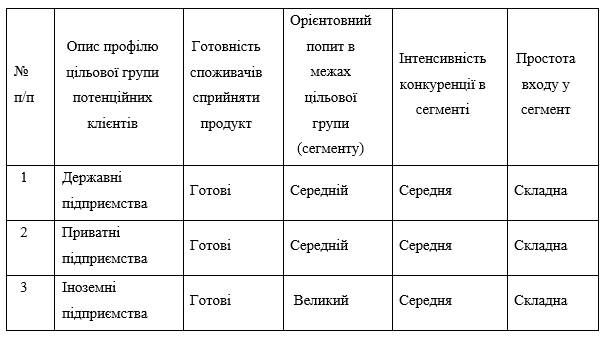 №
п/п
Опис профілю
цільової групи
потенційних
клієнтів
Готовність
споживачів
сприйняти
продукт
Орієнтовний
попит в
межах
цільової
групи
(сегменту)
Інтенсивність
конкуренції в
сегменті
Простота
входу у
сегмент
1
Державні
підприємства
Готові
Середній
Середня
Складна
2
Приватні
підприємства
Готові
Середній
Середня
Складна
3
Іноземні
підприємства
Готові
Великий
Середня
Складна